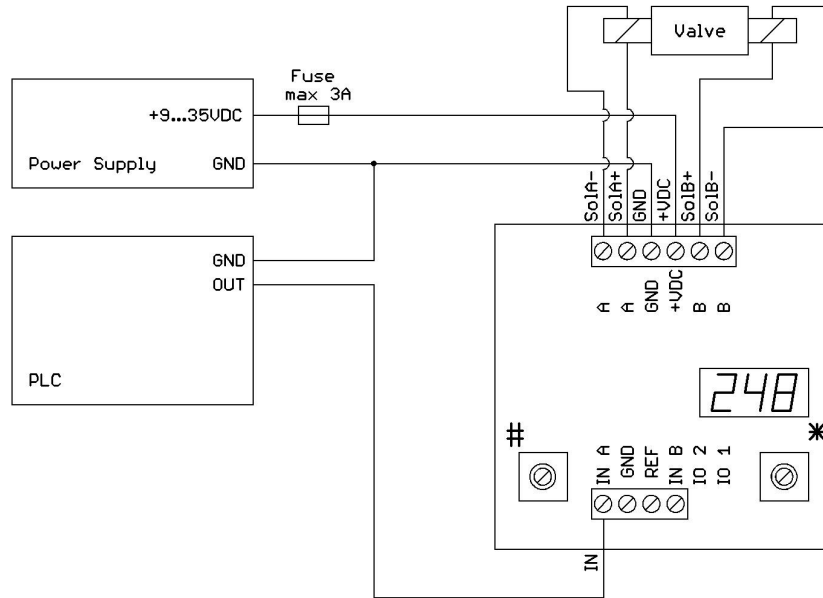 Valve
Fuse
max 3A
+9...35VDC
Power Supply
GND
SolA-
SolA+
GND
+VDC
SolB+
SolB-
GND
OUT
PLC
A
A
GND
+VDC
B
B
248
#
*
IN A
GND
REF
IN B
IO 2
IO 1
IN